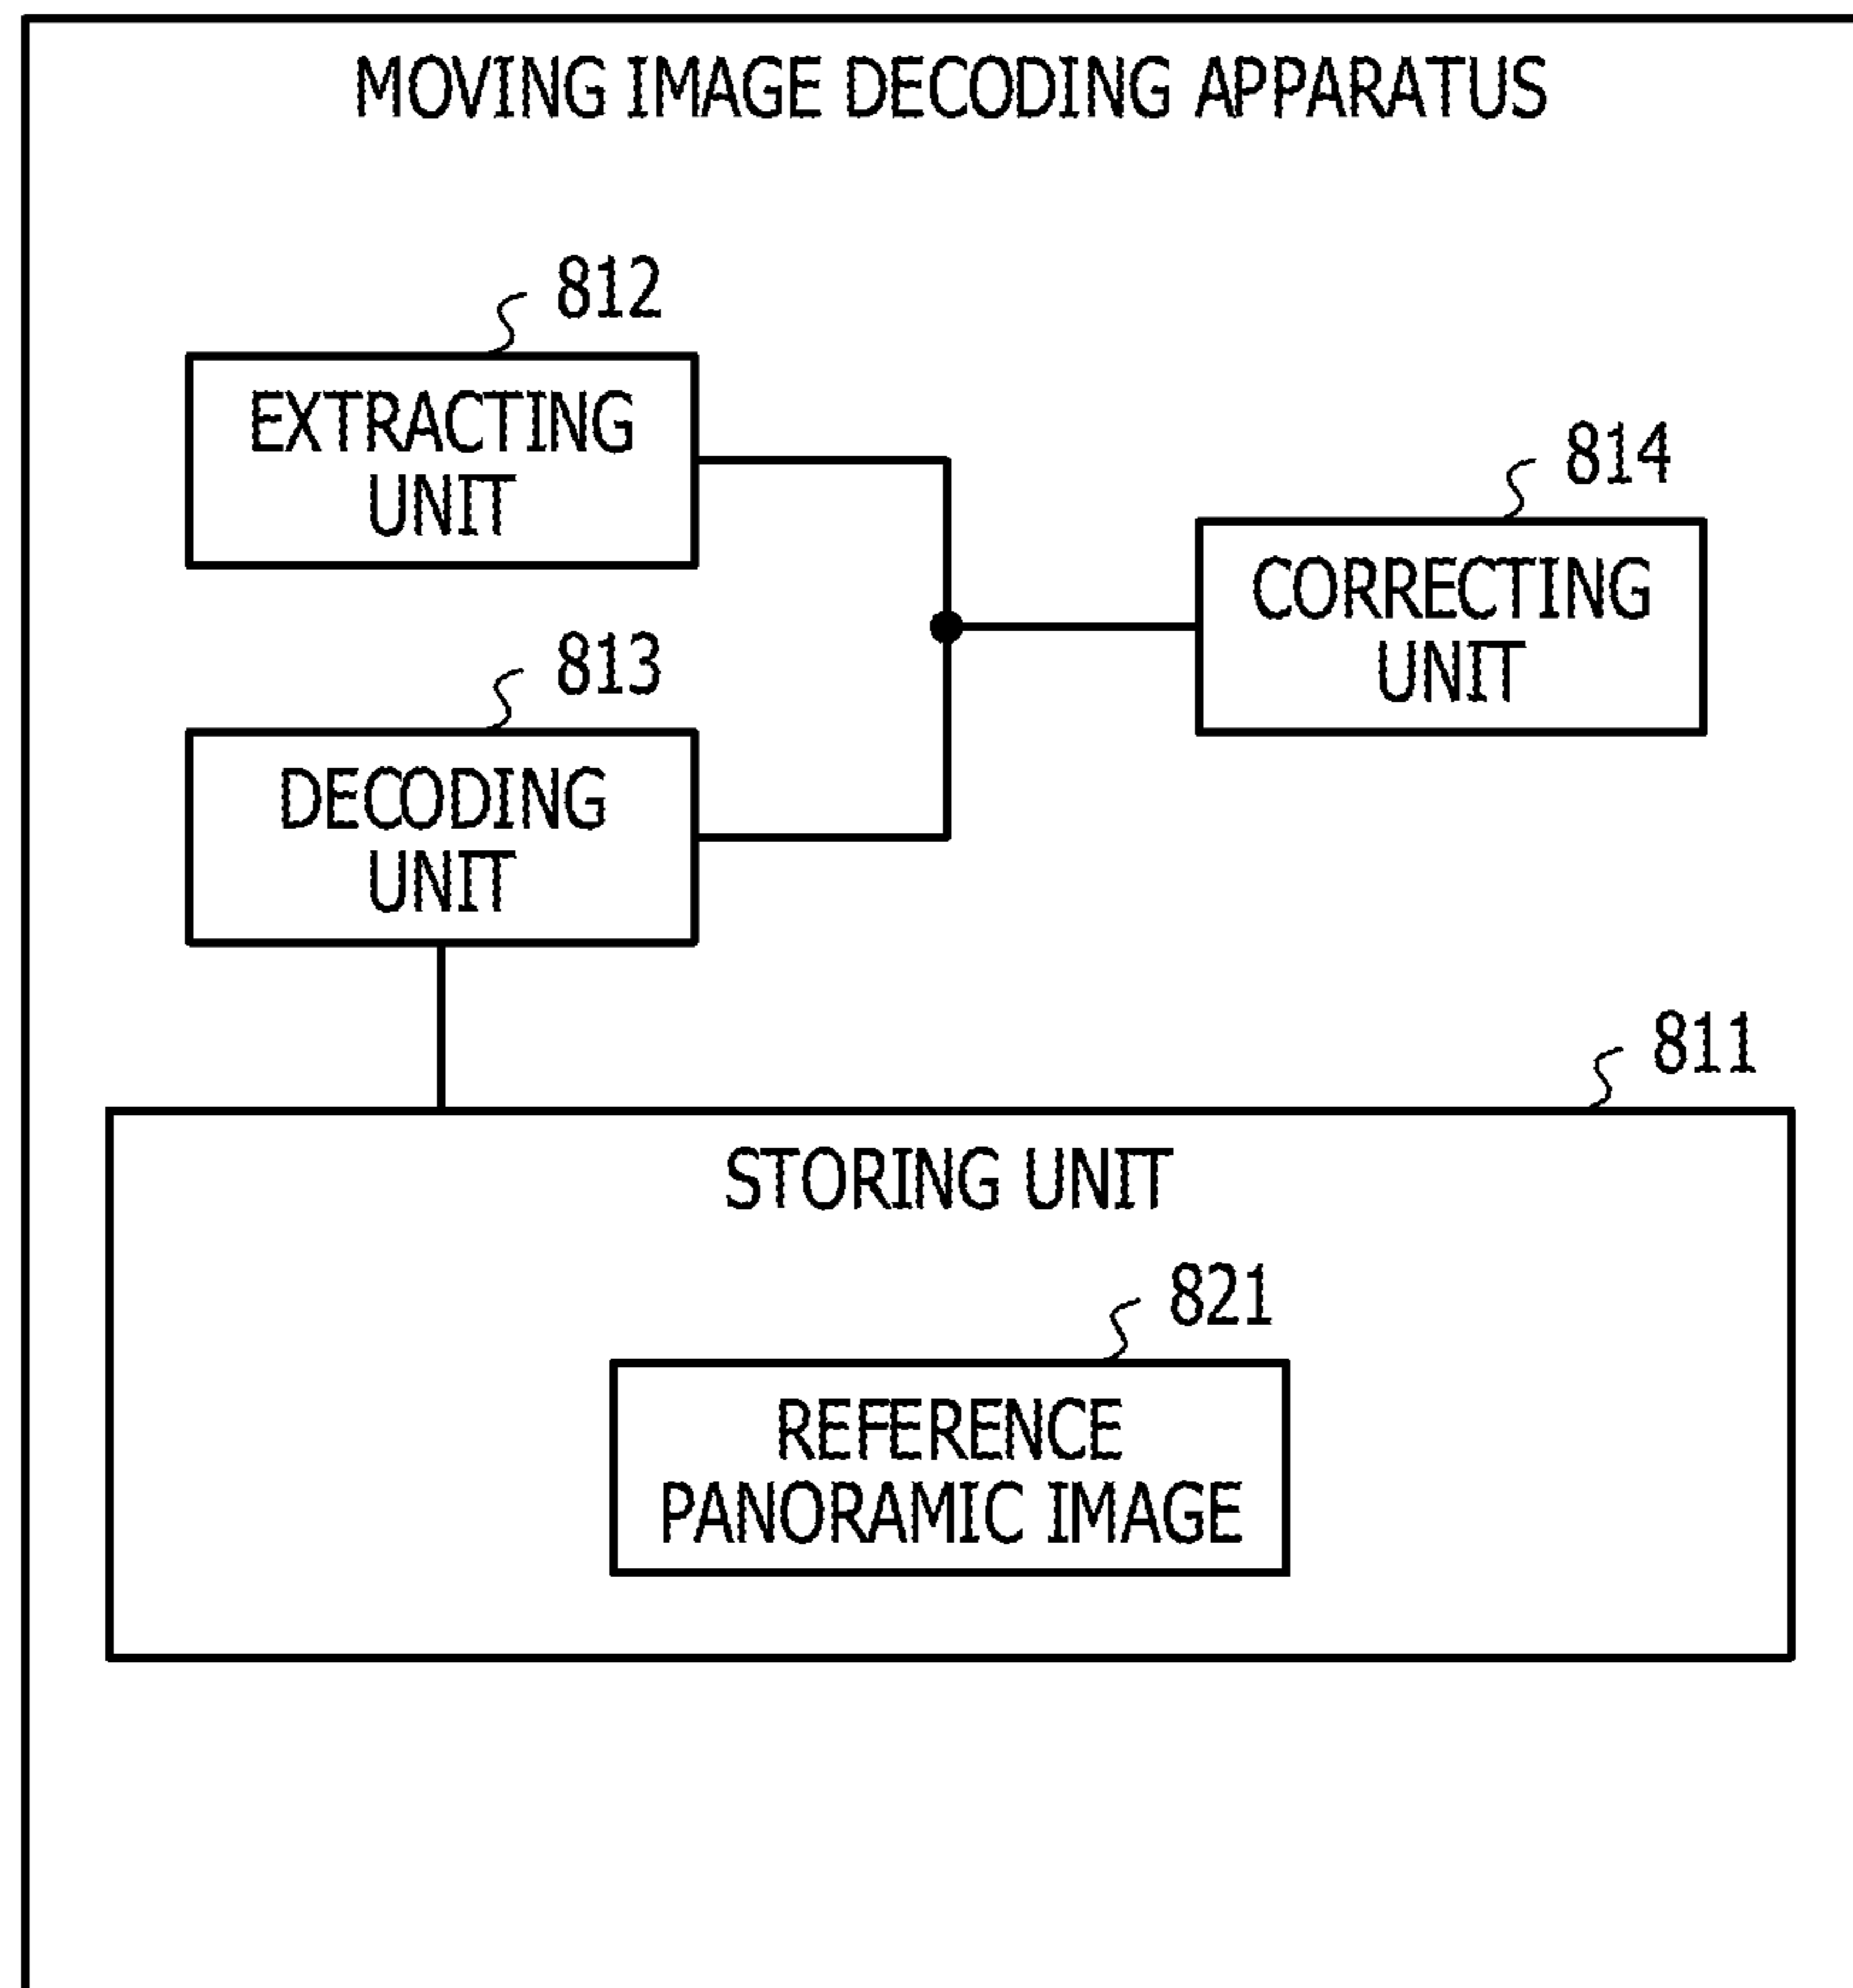 MOVING IMAGE DECODING APPARATUS
812
EXTRACTING
UNIT
814
CORRECTING
UNIT
813
DECODING
UNIT
811
STORING UNIT
821
REFERENCE
PANORAMIC IMAGE